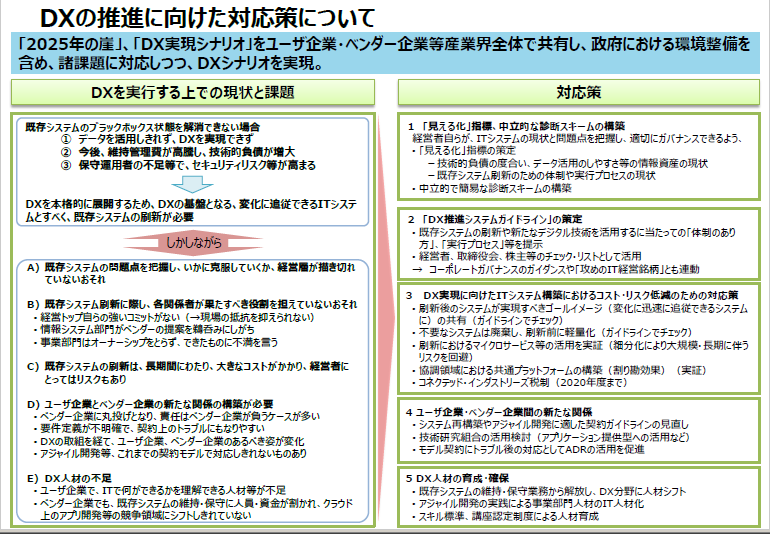 DXの推進に向けた対応策について
「2025年の崖」、「DX実現シナリオ」をユーザ企業・ベンダー企業等産業界全体で共有し、政府における環境整備を
含め、諸課題に対応しつつ、DXシナリオを実現。
DXを実行する上での現状と課題
既存システムのブラックボックス状態を解消できない場合
① データを活用しきれず、DXを実現できず
② 今後、維持管理費が高騰し、技術的負債が増大
③ 保守運用者の不足等で、セキュリティリスク等が高まる
DXを本格的に展開するため、DXの基盤となる、変化に追従できるITシステ
ムとすべく、既存システムの刷新が必要
しかしながら
A）既存システムの問題点を把握し、いかに克服していくか、経営層が描き切れ
ていないおそれ
B）既存システム刷新に際し、各関係者が果たすべき役割を担えていないおそれ
・経営トップ自らの強いコミットがない（→現場の抵抗を抑えられない）
・情報システム部門がベンダーの提案を鵜呑みにしがち
・事業部門はオーナーシップをとらず、できたものに不満を言う
C）既存システムの刷新は、長期間にわたり、大きなコストがかかり、経営者に
とってはリスクもあり
D）ユーザ企業とベンダー企業の新たな関係の構築が必要
・ベンダー企業に丸投げとなり、責任はベンダー企業が負うケースが多い
・要件定義が不明確で、契約上のトラブルにもなりやすい
・DXの取組を経て、ユーザ企業、ベンダー企業のあるべき姿が変化
・アジャイル開発等、これまでの契約モデルで対応しきれないものあり
E）DX人材の不足
・ユーザ企業で、ITで何ができるかを理解できる人材等が不足
・ベンダー企業でも、既存システムの維持・保守に人員・資金が割かれ、クラウド
上のアプリ開発等の競争領域にシフトしきれていない
対応策
1 「見える化」指標、中立的な診断スキームの構築
経営者自らが、ITシステムの現状と問題点を把握し、適切にガバナンスできるよう、
・「見える化」指標の策定
－技術的負債の度合い、データ活用のしやすさ等の情報資産の現状
－既存システム刷新のための体制や実行プロセスの現状
・中立的で簡易な診断スキームの構築
2 「DX推進システムガイドライン」の策定
・既存システムの刷新や新たなデジタル技術を活用するに当たっての「体制のあり
方」、「実行プロセス」等を提示
・経営者、取締役会、株主等のチェック・リストとして活用
→ コーポレートガバナンスのガイダンスや「攻めのIT経営銘柄」とも連動
3 DX実現に向けたITシステム構築におけるコスト・リスク低減のための対応策
・刷新後のシステムが実現すべきゴールイメージ（変化に迅速に追従できるシステム
に）の共有（ガイドラインでチェック）
・不要なシステムは廃棄し、刷新前に軽量化（ガイドラインでチェック）
・刷新におけるマイクロサービス等の活用を実証（細分化により大規模・長期に伴う
リスクを回避）
・協調領域における共通プラットフォームの構築（割り勘効果）（実証）
・コネクテッド・インダストリーズ税制（2020年度まで）
4 ユーザ企業・ベンダー企業間の新たな関係
・システム再構築やアジャイル開発に適した契約ガイドラインの見直し
・技術研究組合の活用検討（アプリケーション提供型への活用など）
・モデル契約にトラブル後の対応としてADRの活用を促進
5 DX人材の育成・確保
・既存システムの維持・保守業務から解放し、DX分野に人材シフト
・アジャイル開発の実践による事業部門人材のIT人材化
・スキル標準、講座認定制度による人材育成